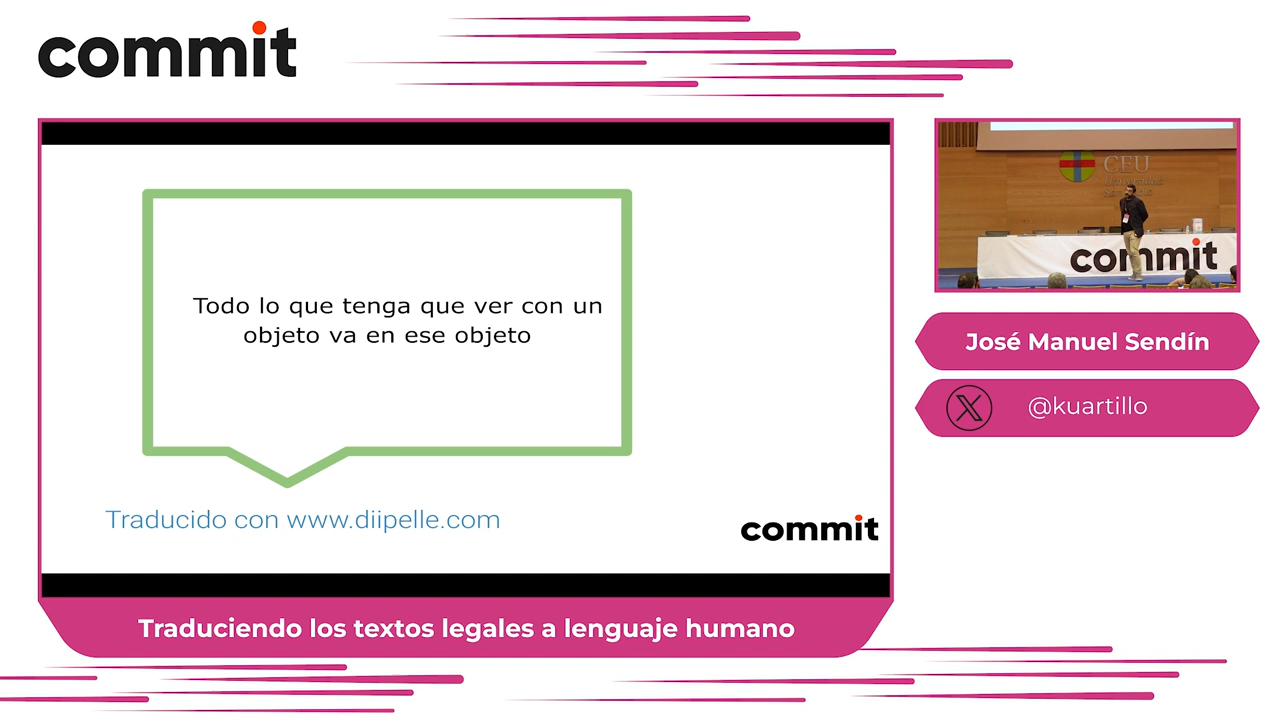 commit
Todo lo que tenga que ver con un
objeto va en ese objeto
Traducido con www.diipelle.com
commit
Traduciendo los textos legales a lenguaje humano
CEU
commit
José Manuel Sendín
@kuartillo